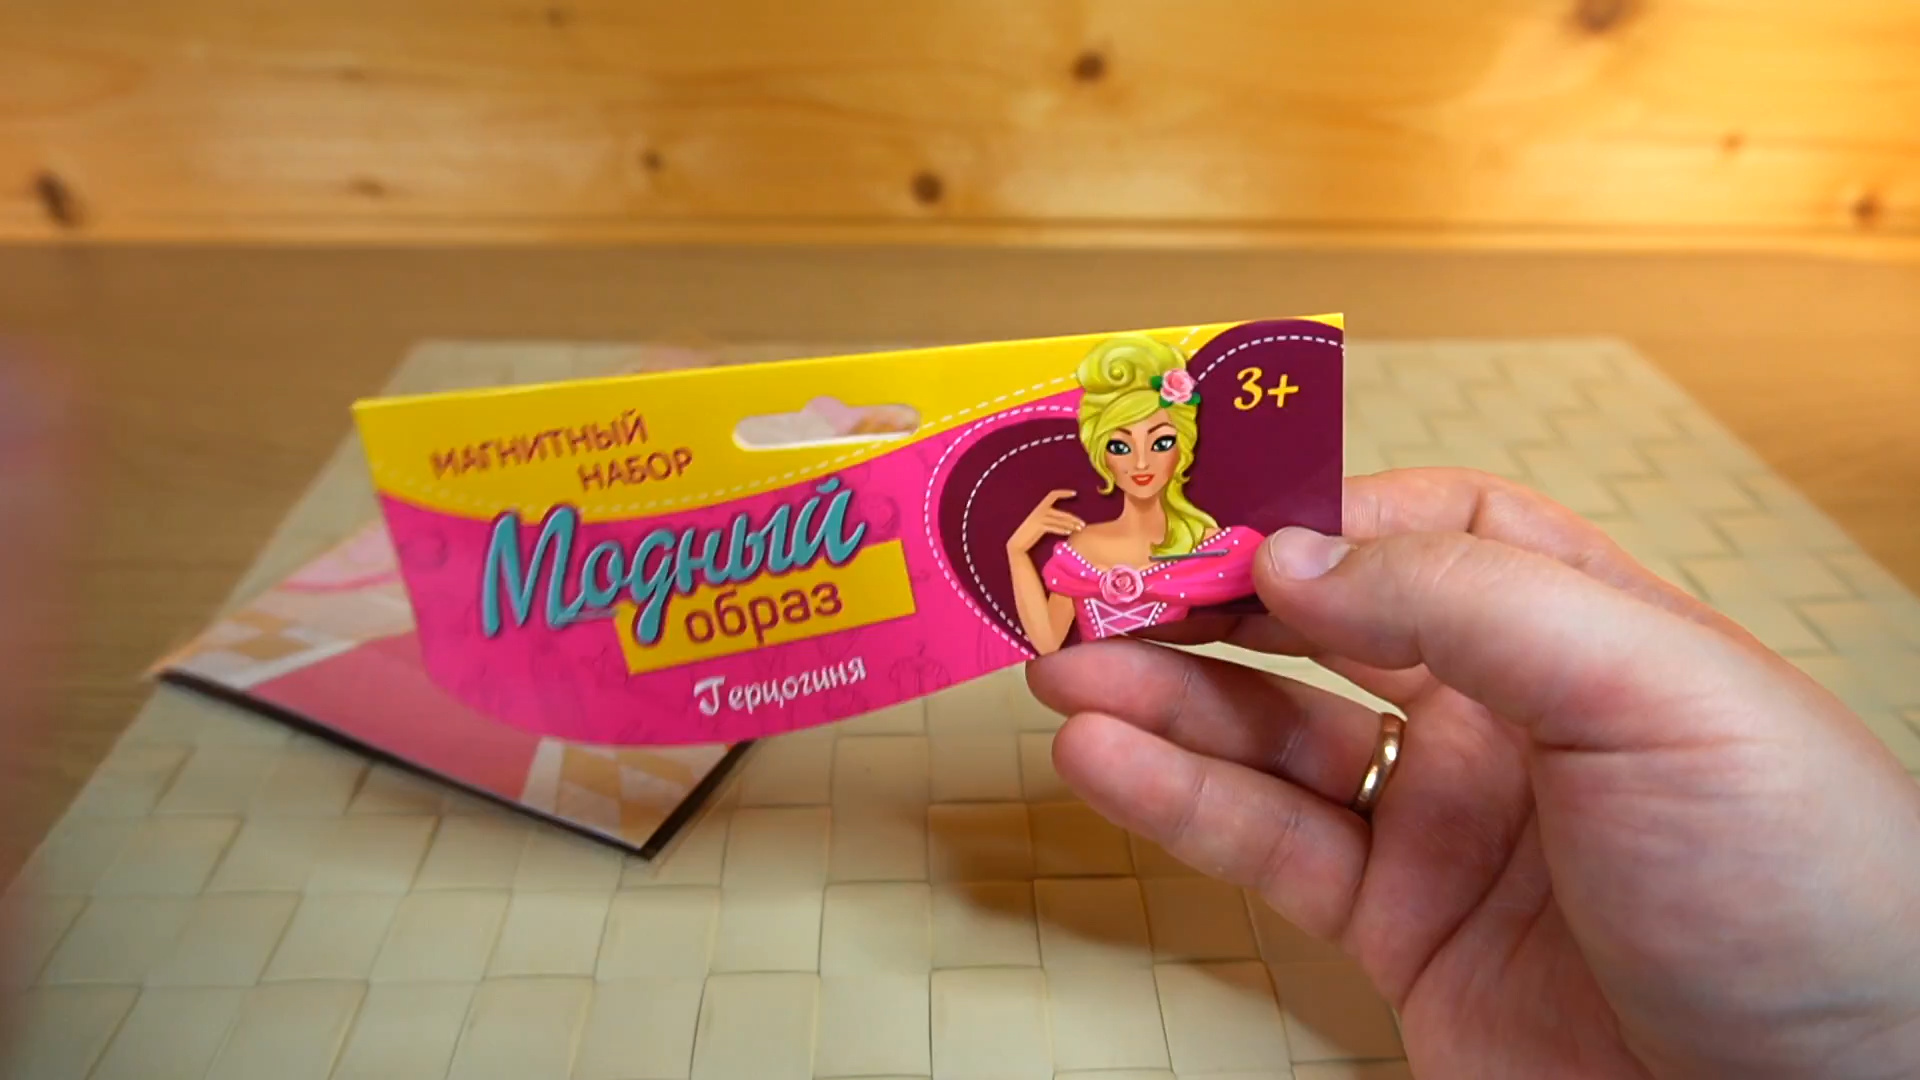 МАГНИТНЫЙ
НАБОР
Модный
образ
Герцогиня
3+